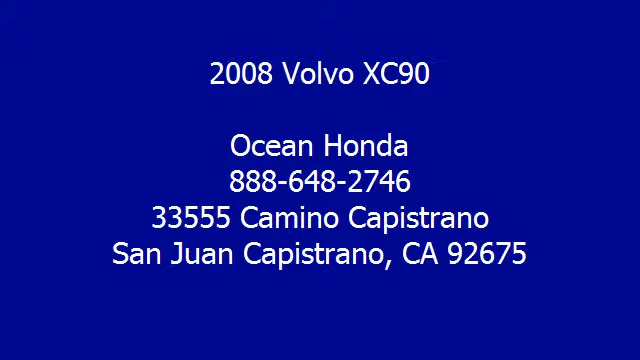 2008 Volvo XC90
Ocean Honda
888-648-2746
33555 Camino Capistrano
San Juan Capistrano, CA 92675